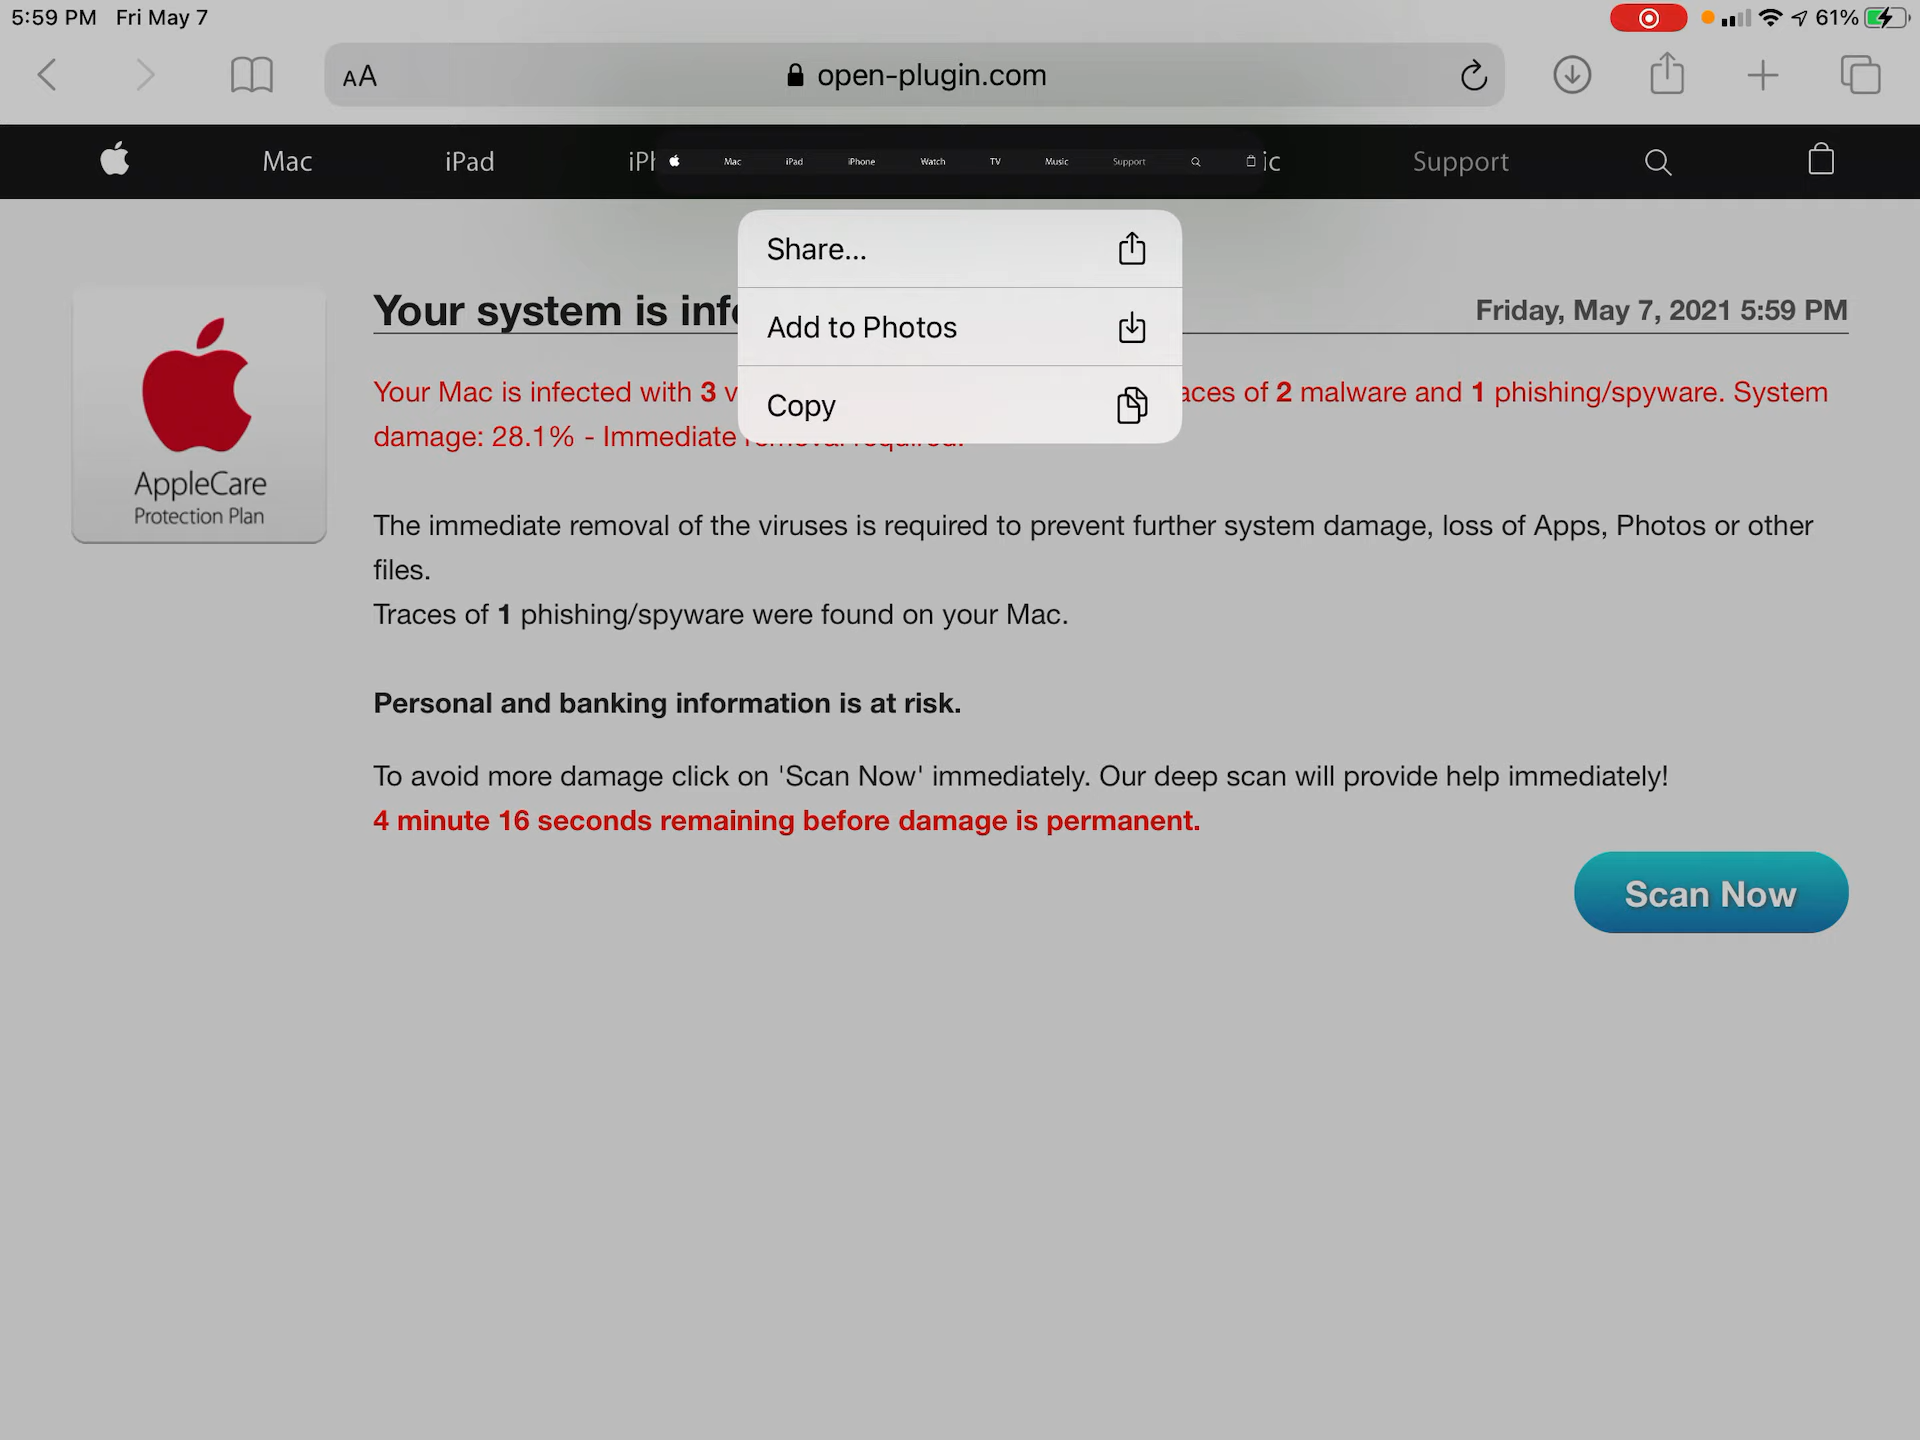 5:59 PM Fri May 7
61%
AA
open-plugin.com
Mac iPad iPh ic Support
Mac iPad iPhone Watch TV Music Support
Share...
Add to Photos
Copy
AppleCare
Protection Plan
Your system is inf
Friday, May 7, 2021 5:59 PM
Your Mac is infected with 3 v aces of 2 malware and 1 phishing/spyware. System
damage: 28.1% - Immediate removal required.
The immediate removal of the viruses is required to prevent further system damage, loss of Apps, Photos or other
files.
Traces of 1 phishing/spyware were found on your Mac.
Personal and banking information is at risk.
To avoid more damage click on 'Scan Now' immediately. Our deep scan will provide help immediately!
4 minute 16 seconds remaining before damage is permanent.
Scan Now